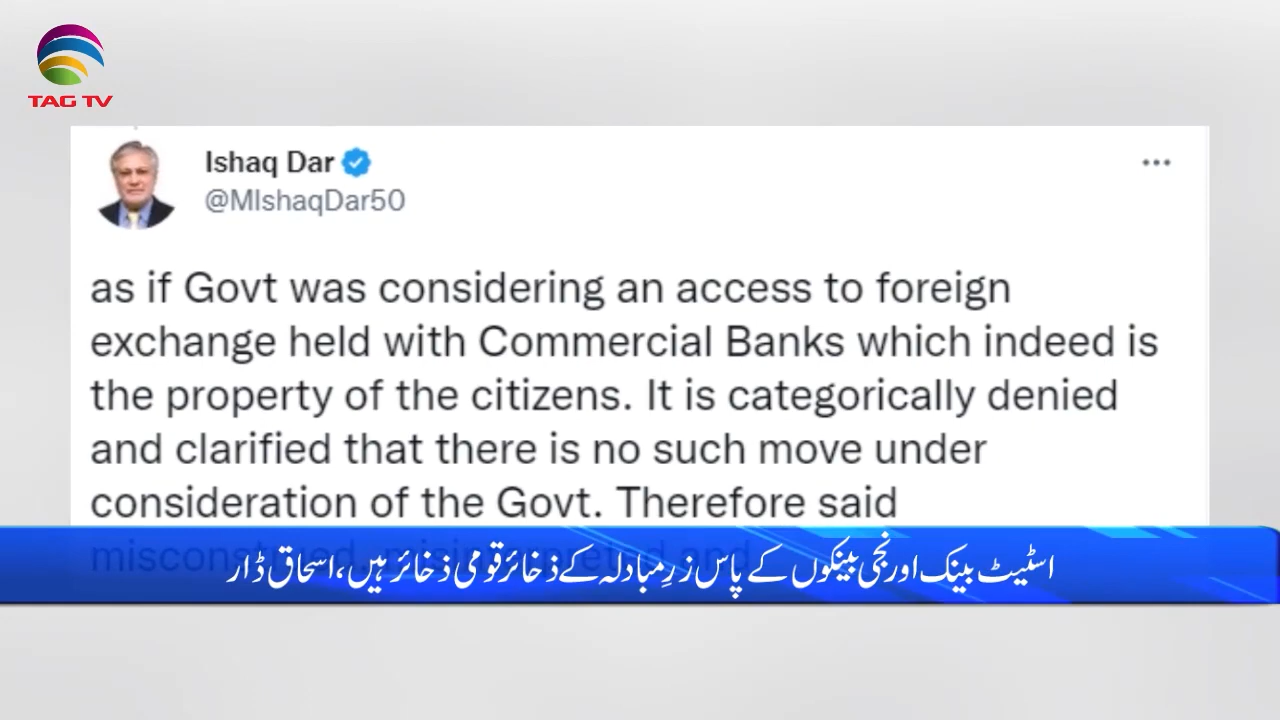 TAG TV
Ishaq Dar
@MIshaqDar50
as if Govt was considering an access to foreign
exchange held with Commercial Banks which indeed is
the property of the citizens. It is categorically denied
and clarified that there is no such move under
consideration of the Govt. Therefore said
اسٹیٹ بینک اور نجی بینکوں کے پاس زرِمبادلہ کے ذخائر قومی ذخائر ہیں، اسحاق ڈار